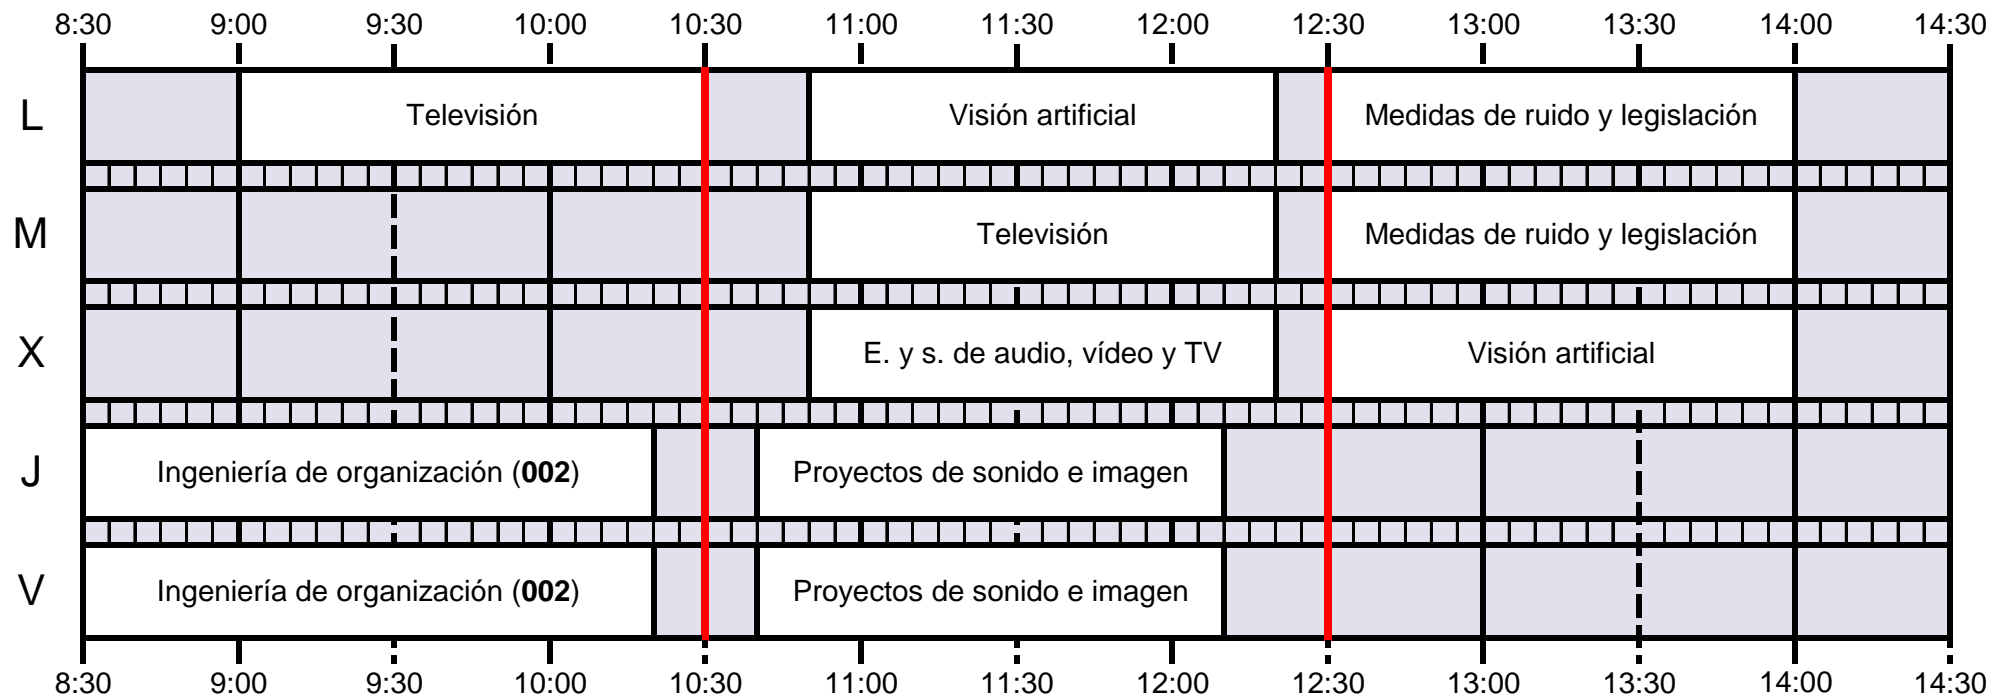 8:30 9:00 9:30 10:00 10:30 11:00 11:30 12:00 12:30 13:00 13:30 14:00 14:30
L Televisión Visión artificial Medidas de ruido y legislación
M Televisión Medidas de ruido y legislación
X E. y s. de audio, vídeo y TV Visión artificial
J Ingeniería de organización (002) Proyectos de sonido e imagen
V Ingeniería de organización (002) Proyectos de sonido e imagen
8:30 9:00 9:30 10:00 10:30 11:00 11:30 12:00 12:30 13:00 13:30 14:00 14:30